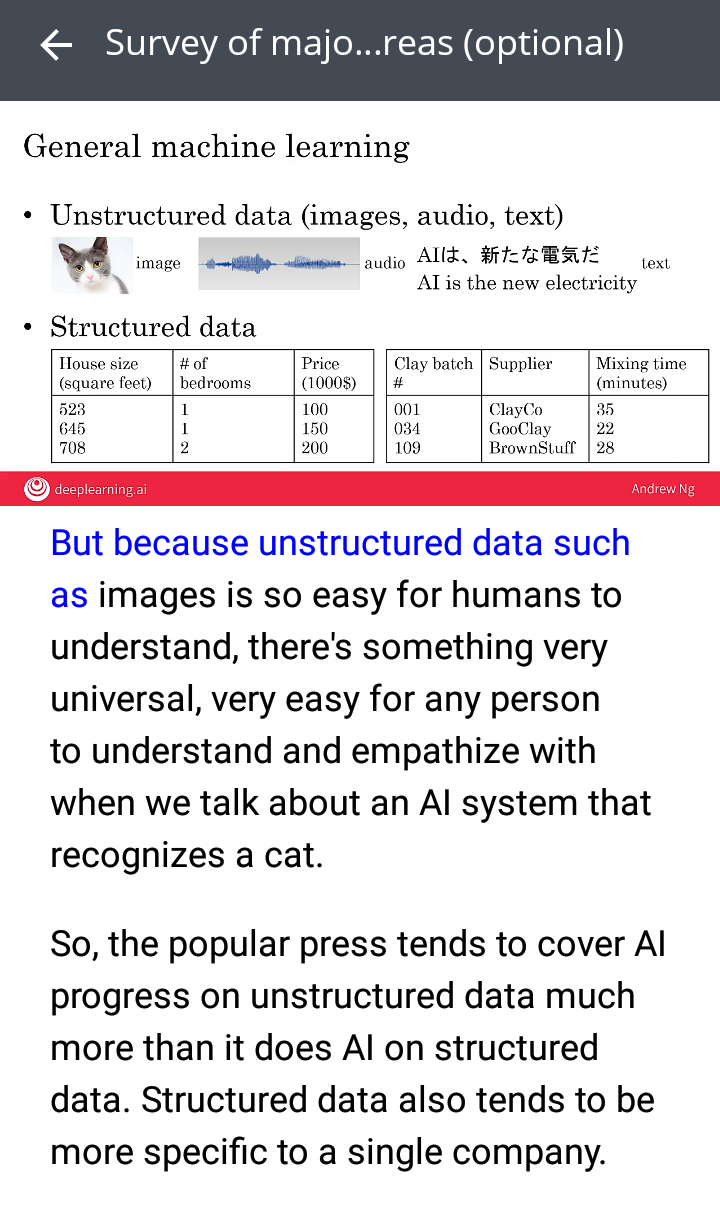 Survey of majo...reas (optional)
General machine learning
• Unstructured data (images, audio, text)
image
audio
AIは、新たな電気だ
AI is the new electricity
text
• Structured data
House size (square feet) # of bedrooms Price (1000$)
523 1 100
645 1 150
708 2 200
Clay batch # Supplier Mixing time (minutes)
001 ClayCo 35
034 GooClay 22
109 BrownStuff 28
deeplearning.ai
Andrew Ng
But because unstructured data such
as images is so easy for humans to
understand, there's something very
universal, very easy for any person
to understand and empathize with
when we talk about an AI system that
recognizes a cat.
So, the popular press tends to cover AI
progress on unstructured data much
more than it does AI on structured
data. Structured data also tends to be
more specific to a single company.